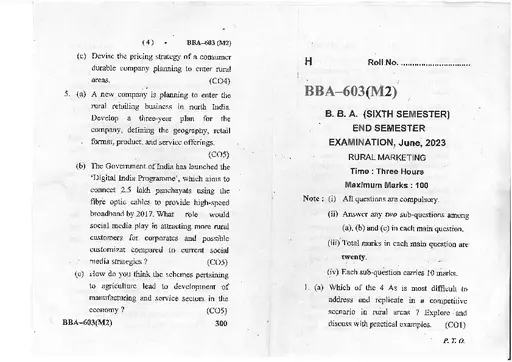 ( 4 ) BBA–603 (M2)
(c) Devise the pricing strategy of a consumer
durable company planning to enter rural
areas. (CO4)
5. (a) A new company is planning to enter the
rural retailing business in north India.
Develop a three-year plan for the
company, defining the geography, retail
format, product, and service offerings.
(CO5)
(b) The Government of India has launched the
'Digital India Programme', which aims to
connect 2.5 lakh panchayats using the
fibre optic cables to provide high-speed
broadband by 2017. What role would
social media play in attracting more rural
customers for corporates and possible
customizat compared to current social
media strategies ? (CO5)
(c) How do you think the schemes pertaining
to agriculture lead to development of
manufacturing and service sectors in the
economy ? (CO5)
BBA–603(M2) 300
H Roll No. ..............................
BBA–603(M2)
B. B. A. (SIXTH SEMESTER)
END SEMESTER
EXAMINATION, June, 2023
RURAL MARKETING
Time : Three Hours
Maximum Marks : 100
Note : (i) All questions are compulsory.
(ii) Answer any two sub-questions among
(a), (b) and (c) in each main question.
(iii) Total marks in each main question are
twenty.
(iv) Each sub-question carries 10 marks.
1. (a) Which of the 4 As is most difficult to
address and replicate in a competitive
scenario in rural areas ? Explore and
discuss with practical examples. (CO1)
P. T. O.